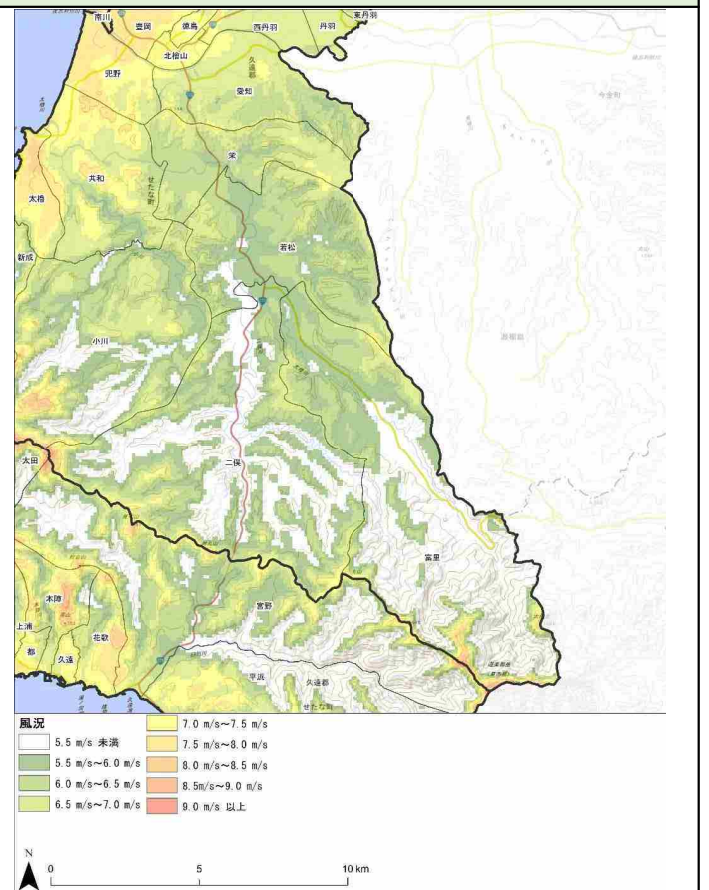 南川
壷岡
徳島
西丹羽
丹羽
東丹羽
北檜山
兜野
愛知
久遠郡
今金町
栄
共和
せたな町
太櫓
若松
新成
小川
太田
二俣
富里
宮野
本陣
上浦
花歌
都
久遠
平浜
久遠郡
せたな町
風況
5.5 m/s 未満
5.5 m/s～6.0 m/s
6.0 m/s～6.5 m/s
6.5 m/s～7.0 m/s
7.0 m/s～7.5 m/s
7.5 m/s～8.0 m/s
8.0 m/s～8.5 m/s
8.5m/s～9.0 m/s
9.0 m/s 以上
N
0
5
10 km